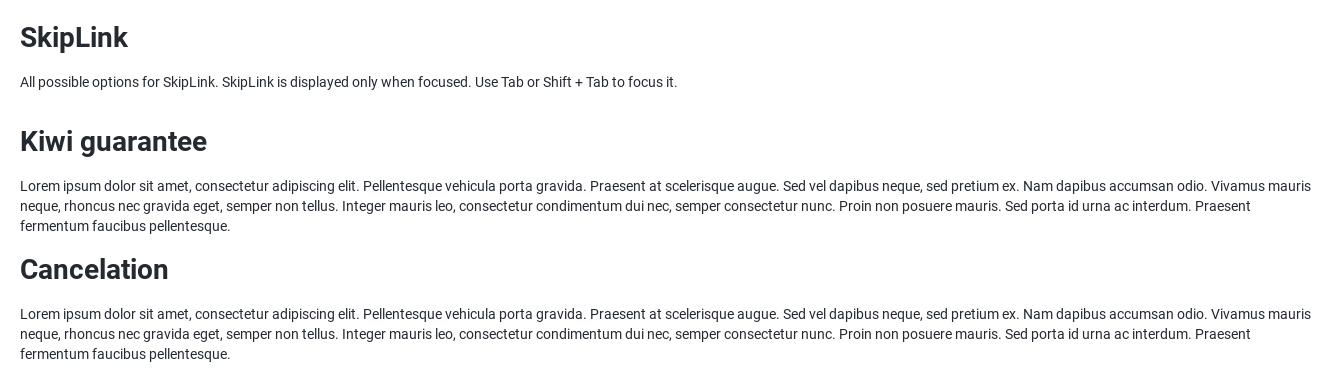 SkipLink
All possible options for SkipLink. SkipLink is displayed only when focused. Use Tab or Shift + Tab to focus it.
Kiwi guarantee
Lorem ipsum dolor sit amet, consectetur adipiscing elit. Pellentesque vehicula porta gravida. Praesent at scelerisque augue. Sed vel dapibus neque, sed pretium ex. Nam dapibus accumsan odio. Vivamus mauris
neque, rhoncus nec gravida eget, semper non tellus. Integer mauris leo, consectetur condimentum dui nec, semper consectetur nunc. Proin non posuere mauris. Sed porta id urna ac interdum. Praesent
fermentum faucibus pellentesque.
Cancelation
Lorem ipsum dolor sit amet, consectetur adipiscing elit. Pellentesque vehicula porta gravida. Praesent at scelerisque augue. Sed vel dapibus neque, sed pretium ex. Nam dapibus accumsan odio. Vivamus mauris
neque, rhoncus nec gravida eget, semper non tellus. Integer mauris leo, consectetur condimentum dui nec, semper consectetur nunc. Proin non posuere mauris. Sed porta id urna ac interdum. Praesent
fermentum faucibus pellentesque.